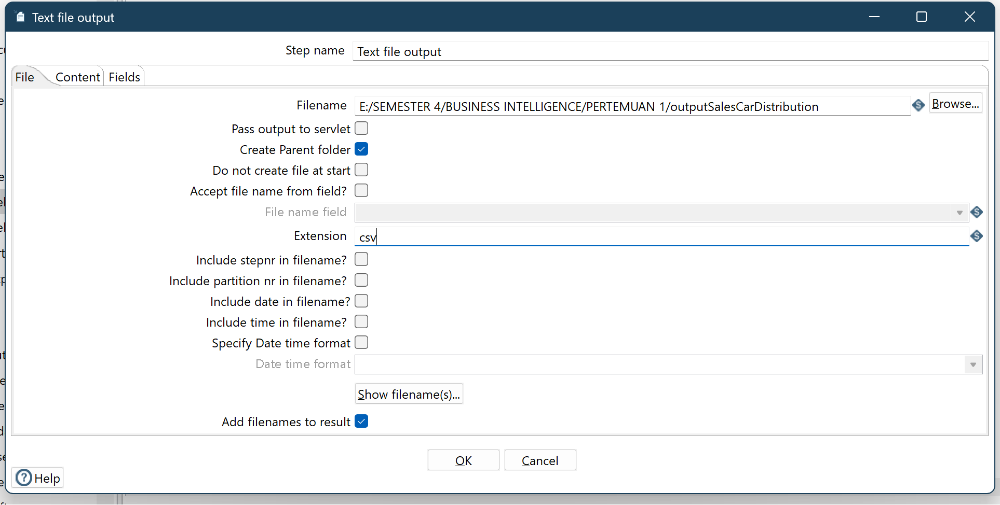 Text file output
Step name Text file output
File Content Fields
Filename E:/SEMESTER 4/BUSINESS INTELLIGENCE/PERTEMUAN 1/outputSalesCarDistribution Browse...
Pass output to servlet
Create Parent folder
Do not create file at start
Accept file name from field?
File name field
Extension csv
Include stepnr in filename?
Include partition nr in filename?
Include date in filename?
Include time in filename?
Specify Date time format
Date time format
Show filename(s)...
Add filenames to result
OK Cancel
Help